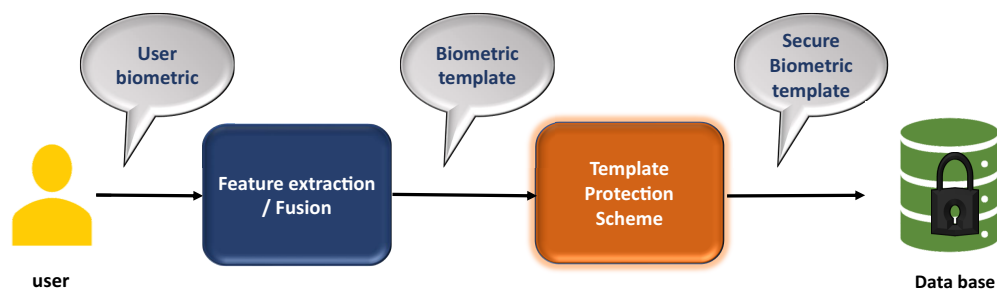 User
biometric
Biometric
template
Secure
Biometric
template
Feature extraction
/ Fusion
Template
Protection
Scheme
user
Data base